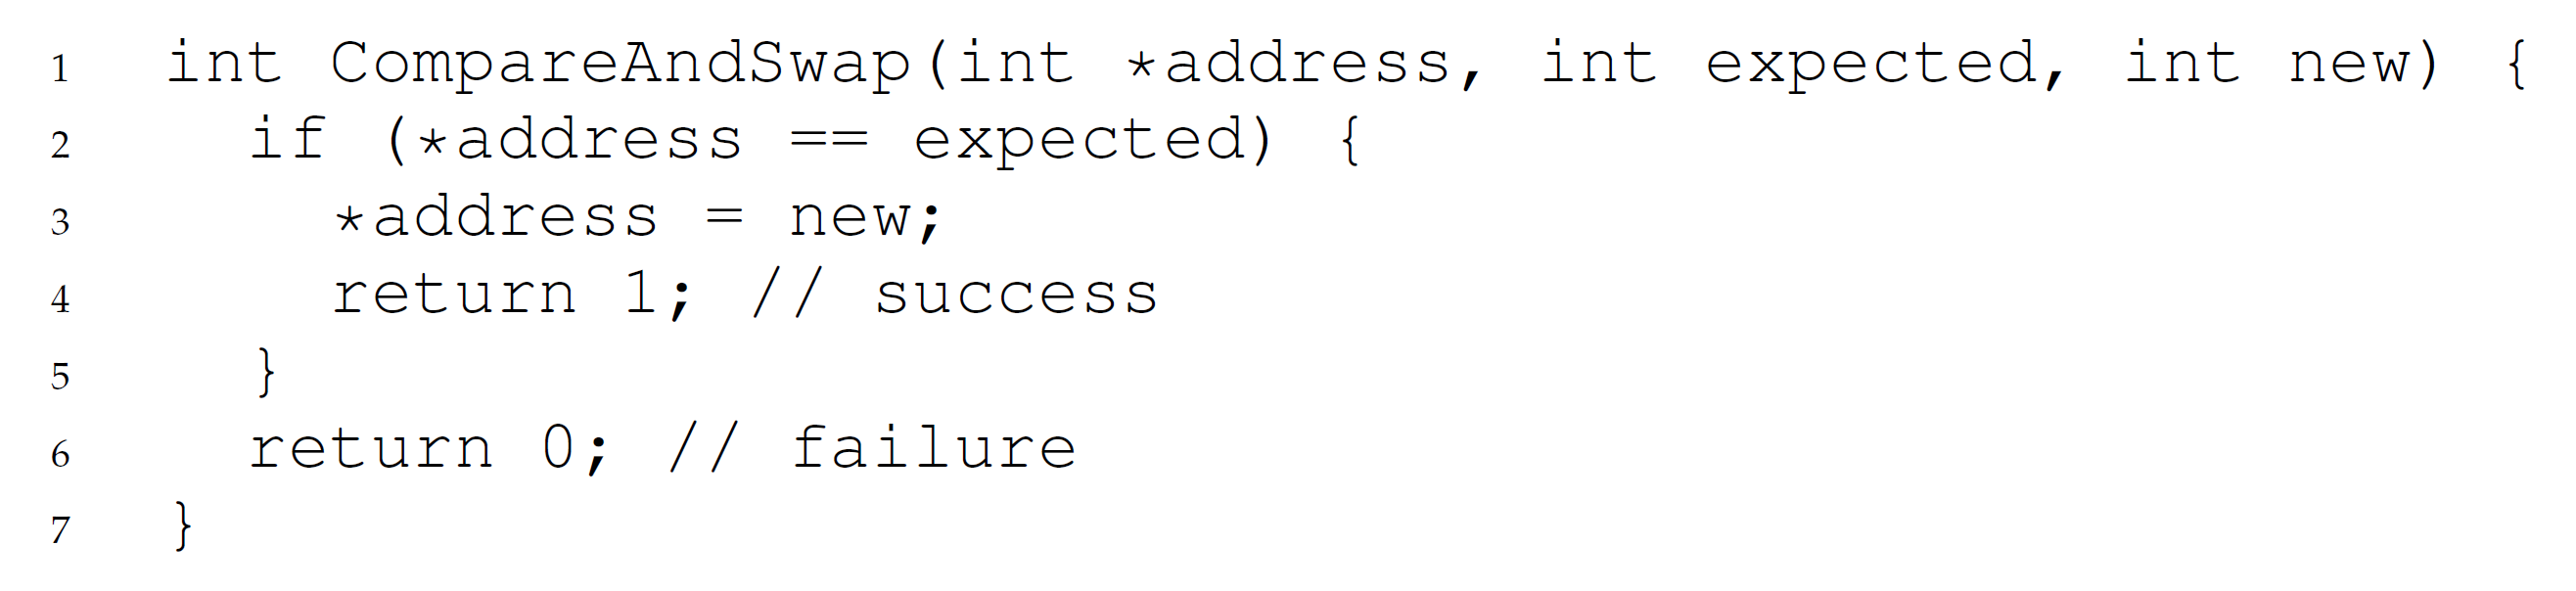 1 int CompareAndSwap(int *address, int expected, int new) {
2 if (*address == expected) {
3 *address = new;
4 return 1; // success
5 }
6 return 0; // failure
7 }